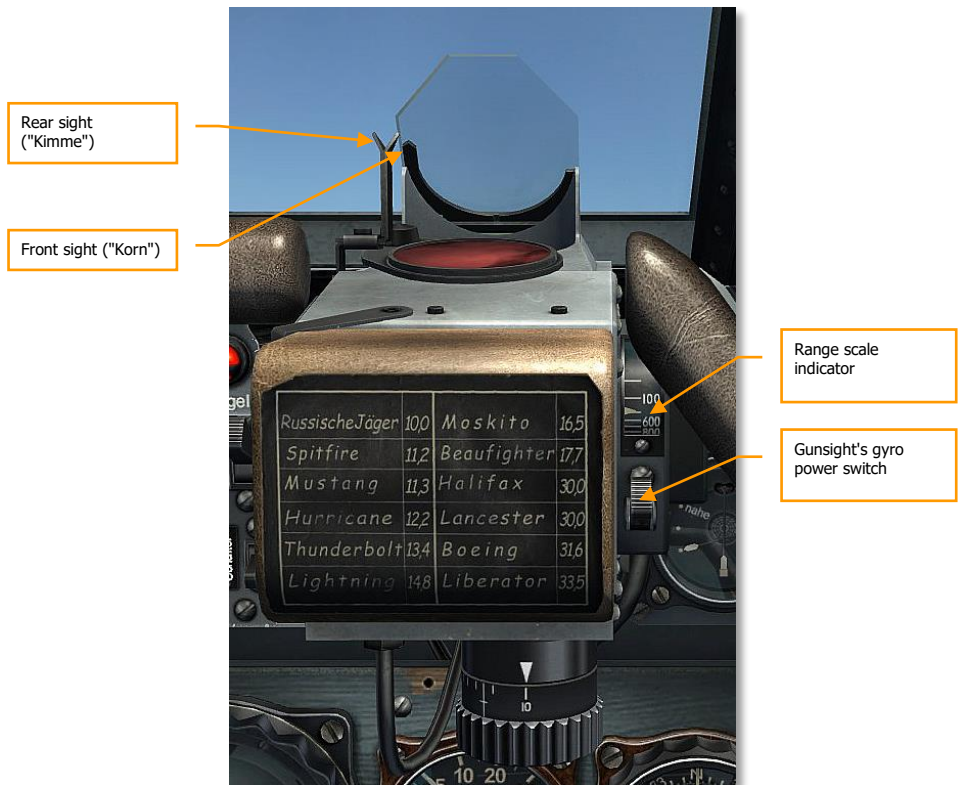 Rear sight
("Kimme")
Front sight ("Korn")
Range scale
indicator
Gunsight's gyro
power switch
100
600
800
nahe
RussischeJäger 10,0 Moskito 16,5
Spitfire 11,2 Beaufighter 17,7
Mustang 11,3 Halifax 30,0
Hurricane 12,2 Lancester 30,0
Thunderbolt 13,4 Boeing 31,6
Lightning 14,8 Liberator 33,5
10
10 20
N